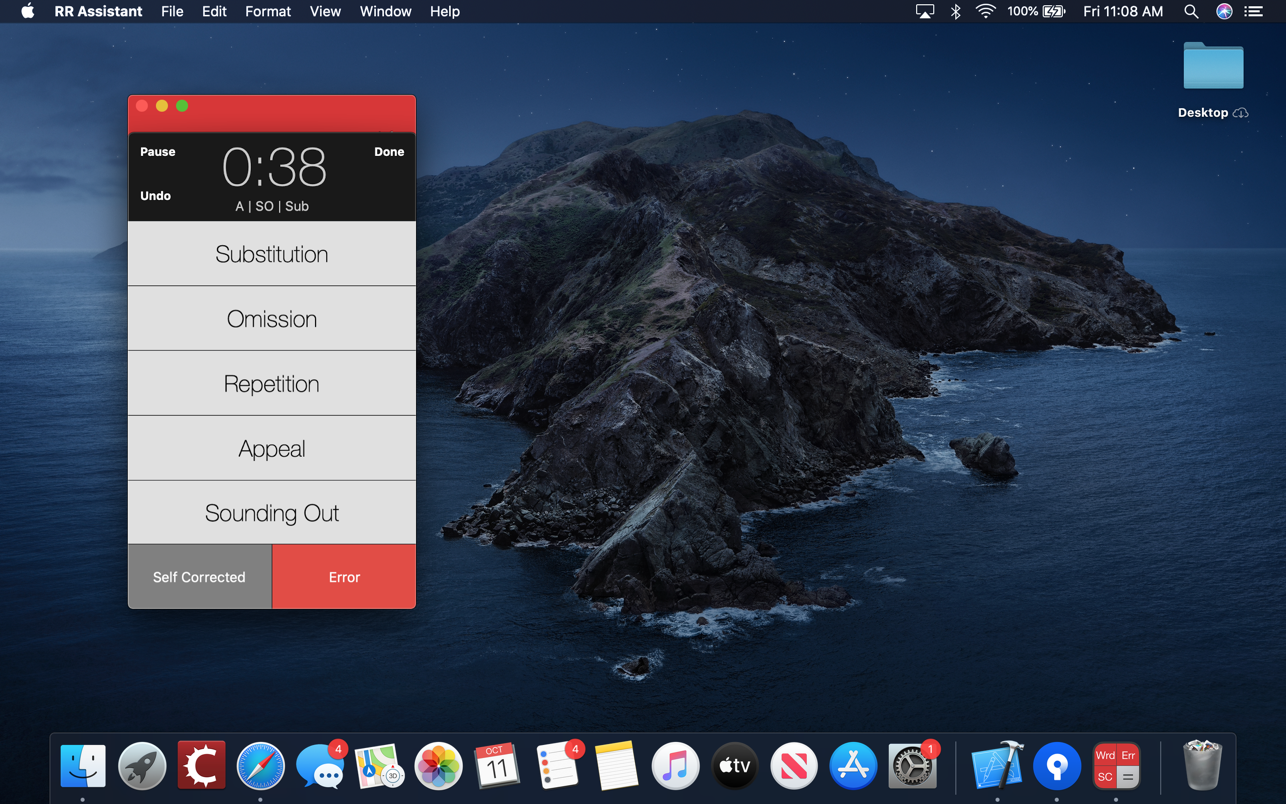 RR Assistant File Edit Format View Window Help 100% Fri 11:08 AM
Desktop
Pause 0:38 Done
Undo
A | SO | Sub
Substitution
Omission
Repetition
Appeal
Sounding Out
Self Corrected Error
4 3D OCT 11 4 tv 1 Wrd Err
SC =